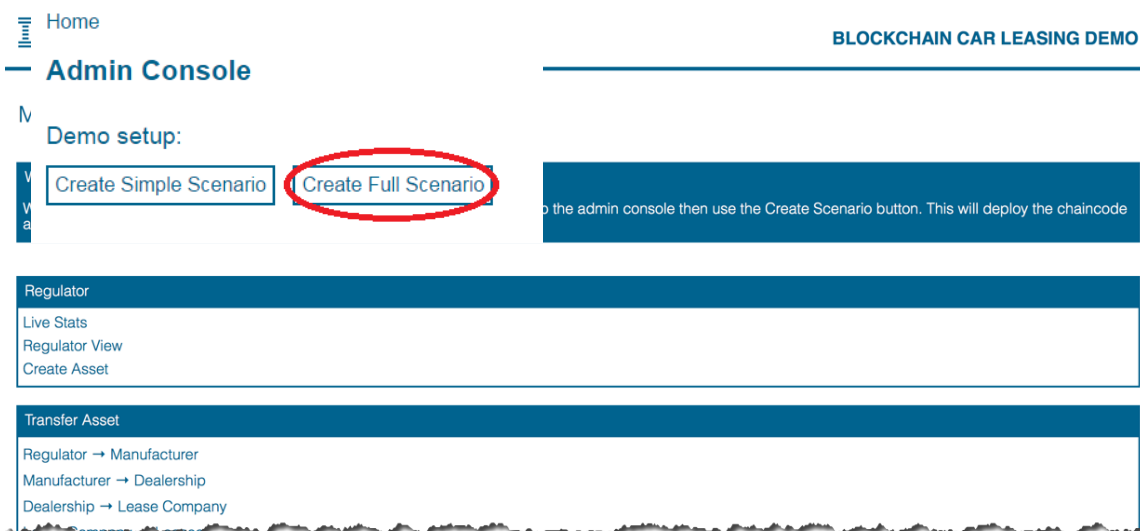 Home
BLOCKCHAIN CAR LEASING DEMO
Admin Console
Demo setup:
Create Simple Scenario
Create Full Scenario
the admin console then use the Create Scenario button. This will deploy the chaincode
Regulator
Live Stats
Regulator View
Create Asset
Transfer Asset
Regulator → Manufacturer
Manufacturer → Dealership
Dealership → Lease Company